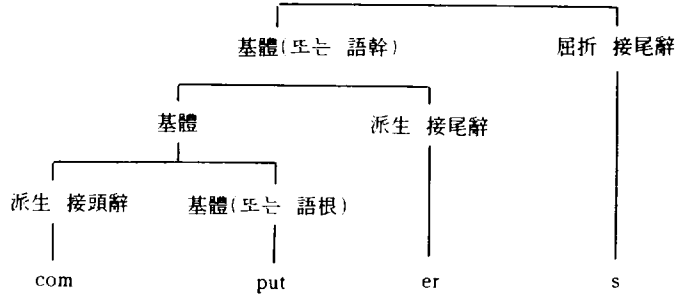 基體(또는 語幹) 屈折 接尾辭
基體 派生 接尾辭
派生 接頭辭 基體(또는 語根)
com put er s